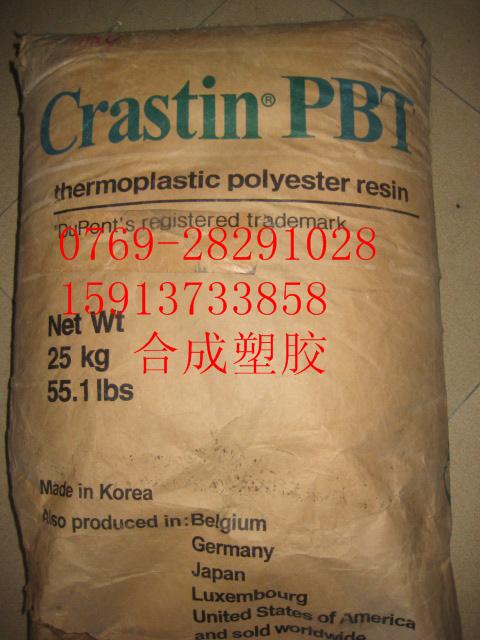 Crastin® PBT
thermoplastic polyester resin
DuPont's registered trademark
0769-28291028
15913733858
Net Wt
合成塑胶
25 kg
55.1 lbs
Made in Korea
Also produced in: Belgium
Germany
Japan
Luxembourg
United States of America
and sold worldwide